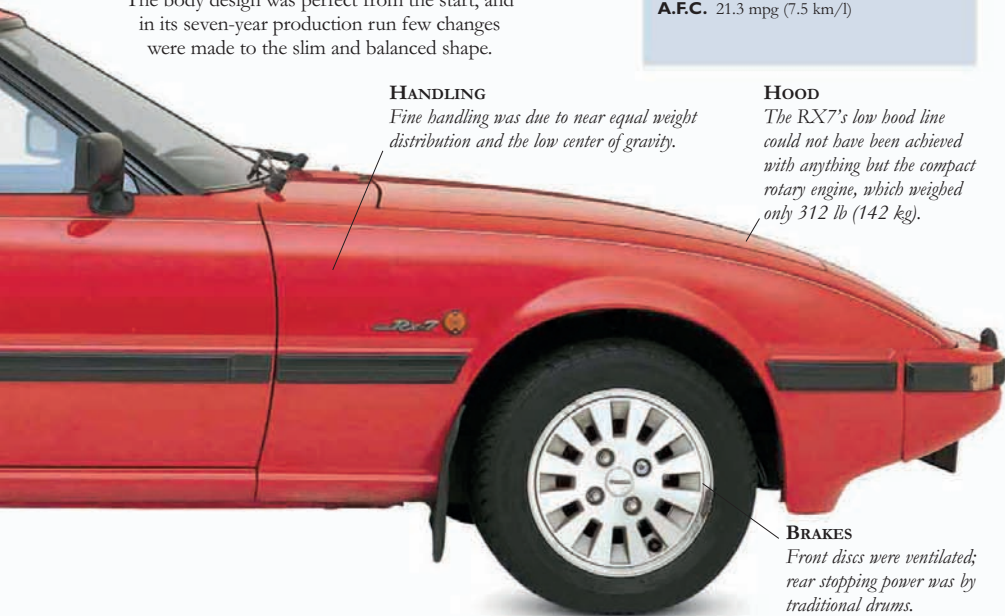 The body design was perfect from the start, and
in its seven-year production run few changes
were made to the slim and balanced shape.
A.F.C. 21.3 mpg (7.5 km/l)
HANDLING
Fine handling was due to near equal weight
distribution and the low center of gravity.
HOOD
The RX7's low hood line
could not have been achieved
with anything but the compact
rotary engine, which weighed
only 312 lb (142 kg).
RX-7
BRAKES
Front discs were ventilated;
rear stopping power was by
traditional drums.